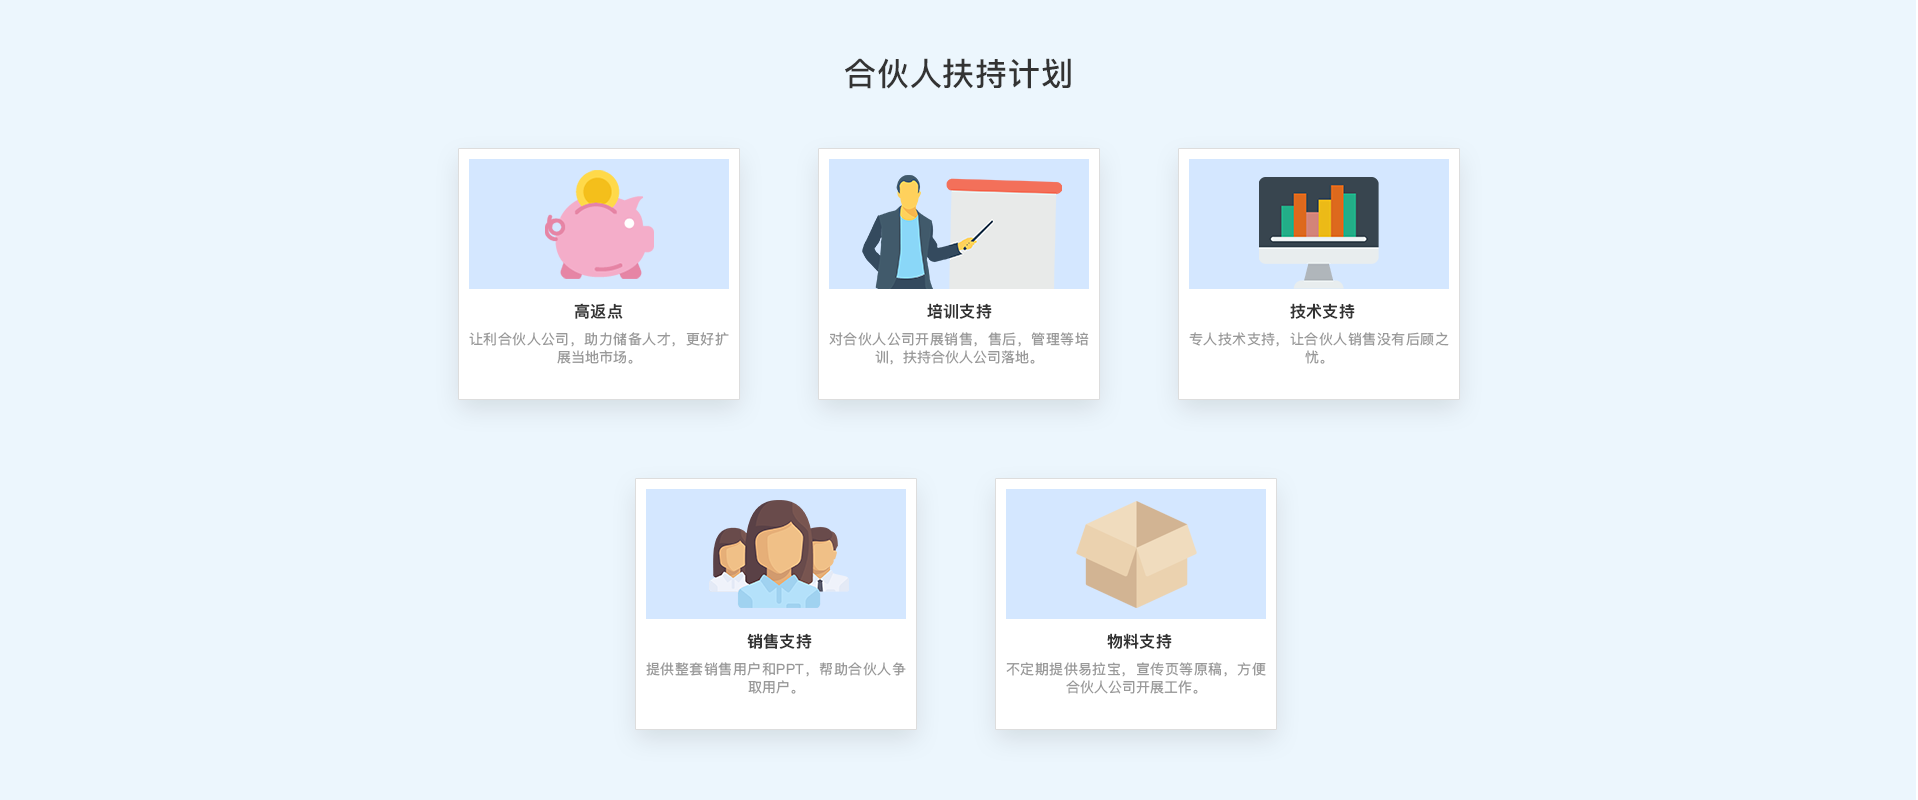 合伙人扶持计划
高返点
让利合伙人公司，助力储备人才，更好扩
展当地市场。
培训支持
对合伙人公司开展销售，售后，管理等培
训，扶持合伙人公司落地。
技术支持
专人技术支持，让合伙人销售没有后顾之
忧。
销售支持
提供整套销售用户和PPT，帮助合伙人争
取用户。
物料支持
不定期提供易拉宝，宣传页等原稿，方便
合伙人公司开展工作。